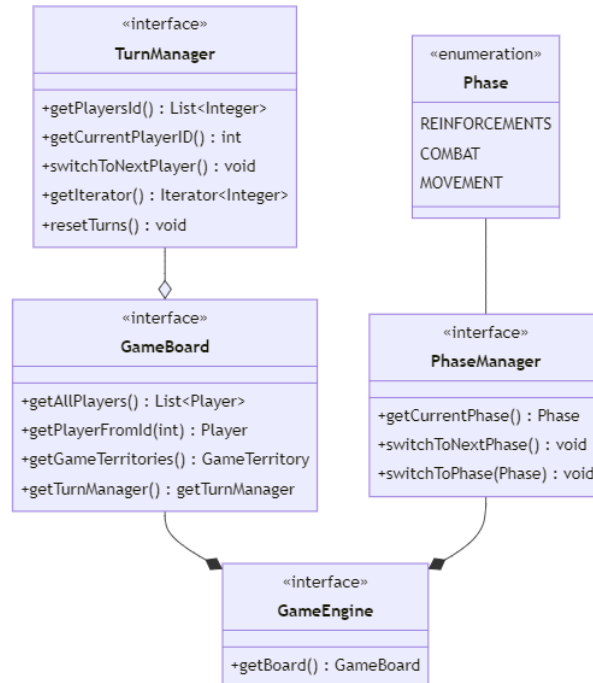 «interface»
TurnManager
+getPlayersId() : List<Integer>
+getCurrentPlayerID() : int
+switchToNextPlayer() : void
+getIterator() : Iterator<Integer>
+resetTurns() : void
«enumeration»
Phase
REINFORCEMENTS
COMBAT
MOVEMENT
«interface»
GameBoard
+getAllPlayers() : List<Player>
+getPlayerFromId(int) : Player
+getGameTerritories() : GameTerritory
+getTurnManager() : getTurnManager
«interface»
PhaseManager
+getCurrentPhase() : Phase
+switchToNextPhase() : void
+switchToPhase(Phase) : void
«interface»
GameEngine
+getBoard() : GameBoard